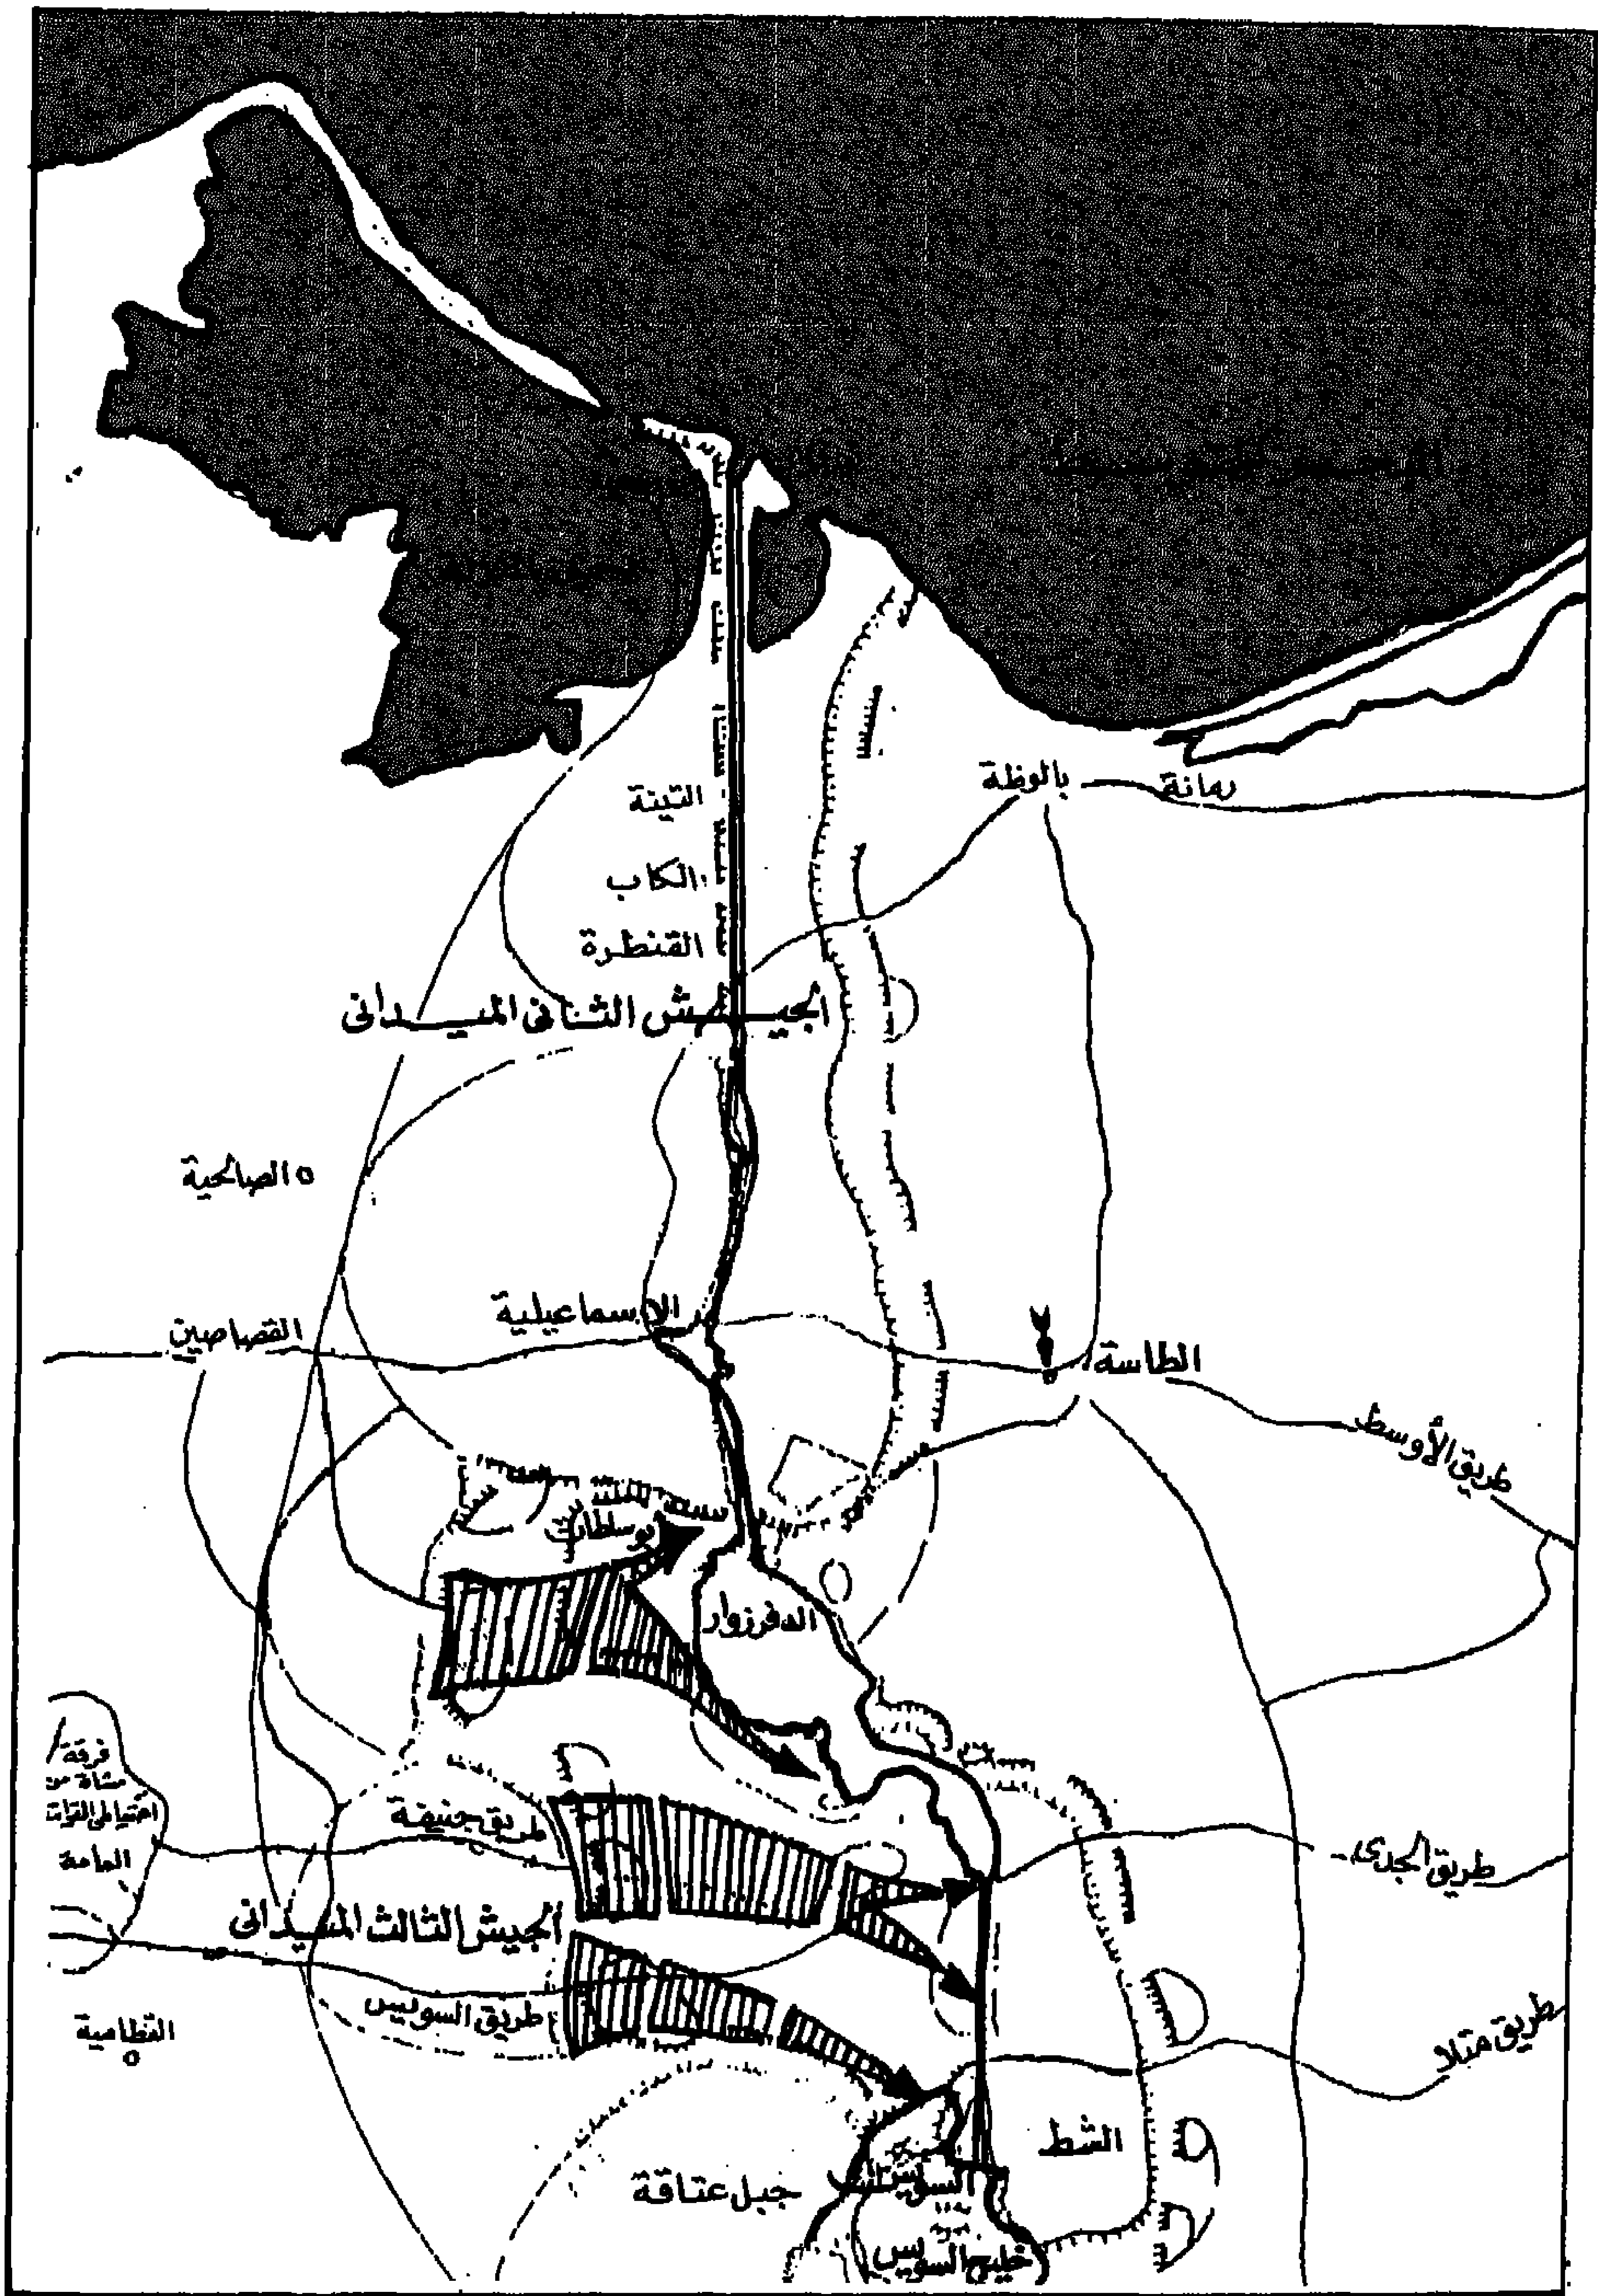 بالوظة
رمانة
التينة
الكاب
القنطرة
الجيش الثانى الميدانى
الصالحية
الاسماعيلية
القصاصين
الطاسة
طريق الأوسط
بوسلطان
الدفرزوار
فرقة
مشاة من
احتياطى القوات
العامة
طريق جنيفة
طريق الجدى
الجيش الثالث الميدانى
طريق السويس
القطامية
طريق متلا
الشط
جبل عتاقة
السويس
خليج السويس